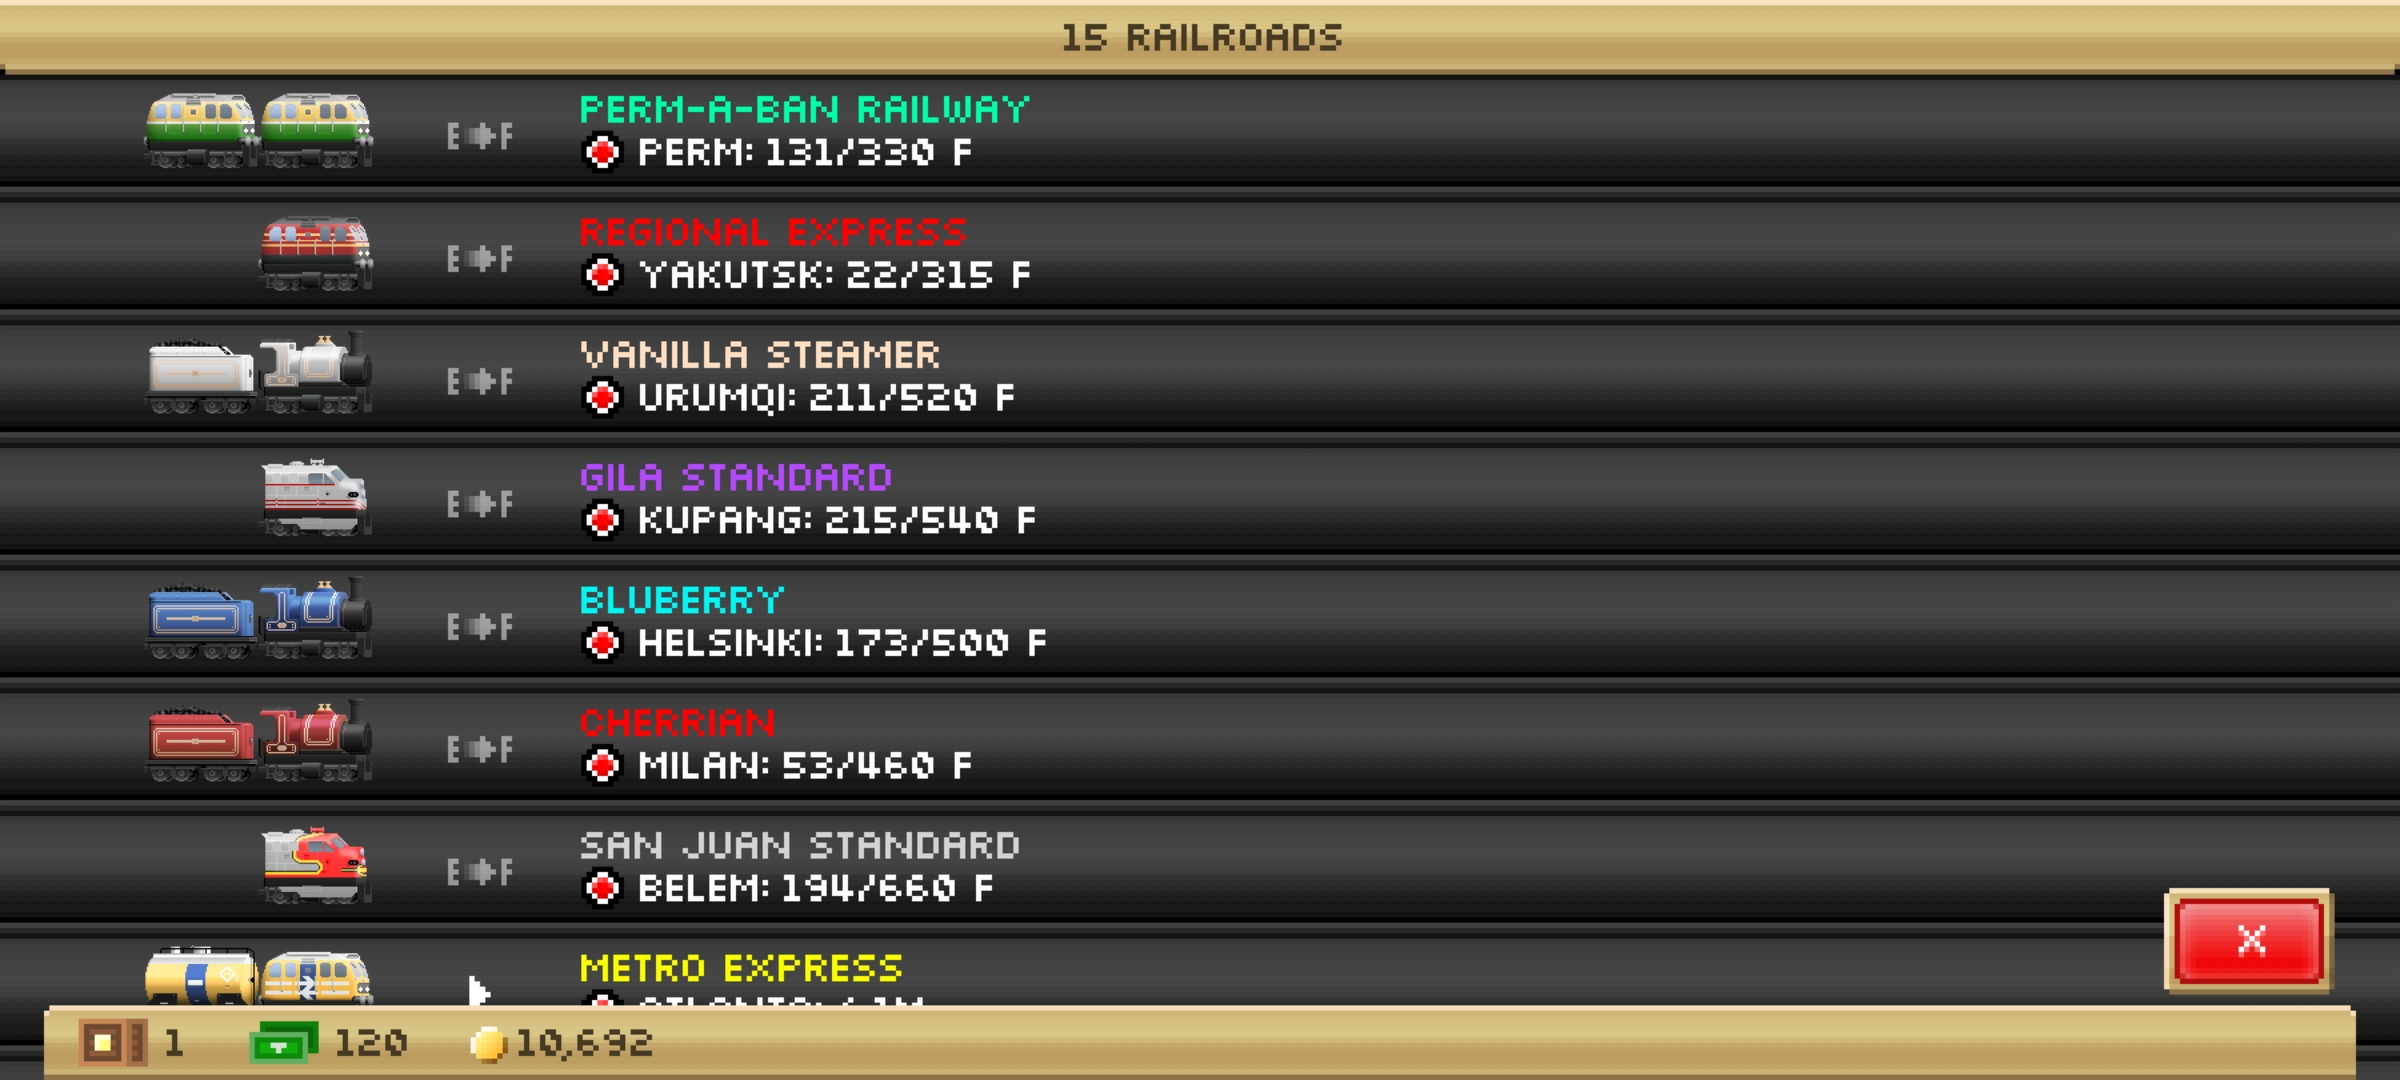 15 RAILROADS
E F
PERM-A-BAN RAILWAY
PERM: 131/330 F
E F
REGIONAL EXPRESS
YAKUTSK: 22/315 F
E F
VANILLA STEAMER
URUMQI: 211/520 F
E F
GILA STANDARD
KUPANG: 215/540 F
E F
BLUBERRY
HELSINKI: 173/500 F
E F
CHERRIAN
MILAN: 53/460 F
E F
SAN JUAN STANDARD
BELEM: 194/660 F
METRO EXPRESS
X
1 120 10,692